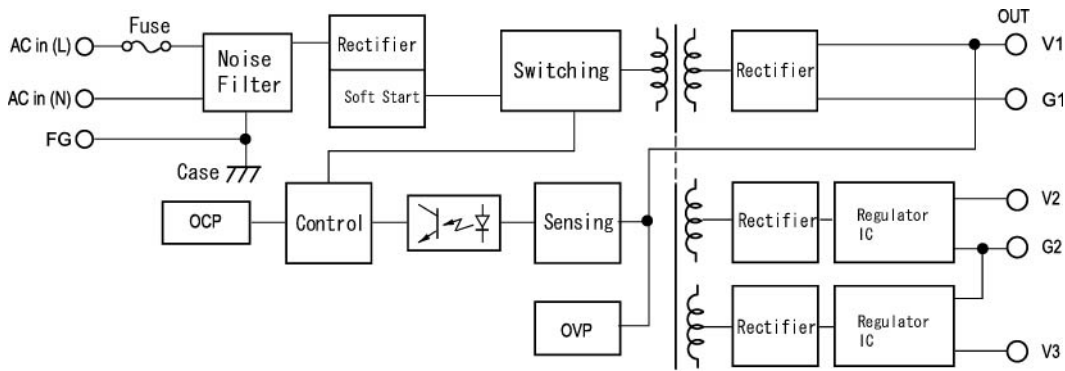 Fuse
OUT
AC in (L)
Noise
Filter
Rectifier
Soft Start
Switching
Rectifier
V1
AC in (N)
G1
FG
Case
OCP
Control
Sensing
OVP
Rectifier
Regulator
IC
V2
G2
Rectifier
Regulator
IC
V3